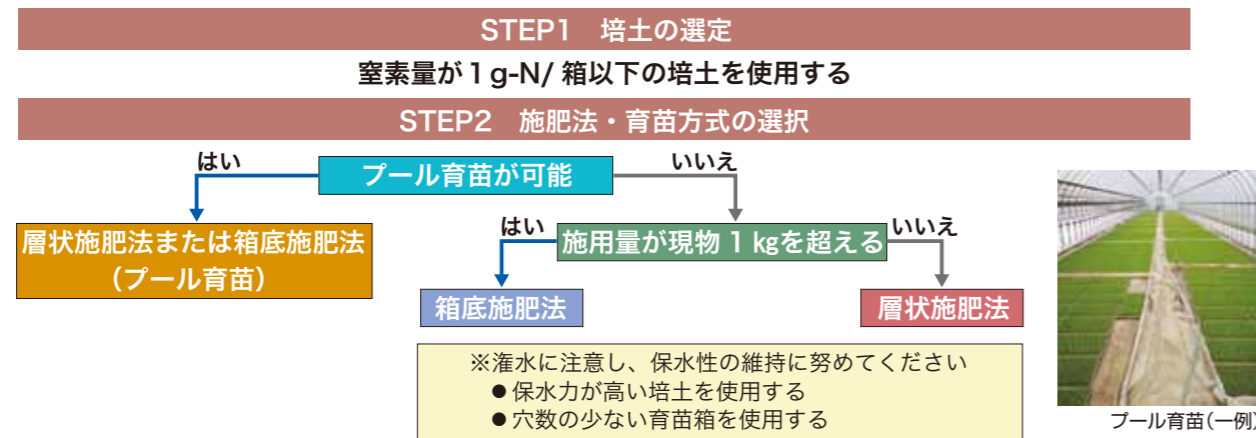 STEP1 培土の選定
窒素量が1g-N/箱以下の培土を使用する
STEP2 施肥法・育苗方式の選択
はい
プール育苗が可能
いいえ
層状施肥法または箱底施肥法
(プール育苗)
はい
施用量が現物1㎏を超える
いいえ
箱底施肥法
層状施肥法
※潅水に注意し、保水性の維持に努めてください
●保水力が高い培土を使用する
●穴数の少ない育苗箱を使用する
プール育苗(一例)